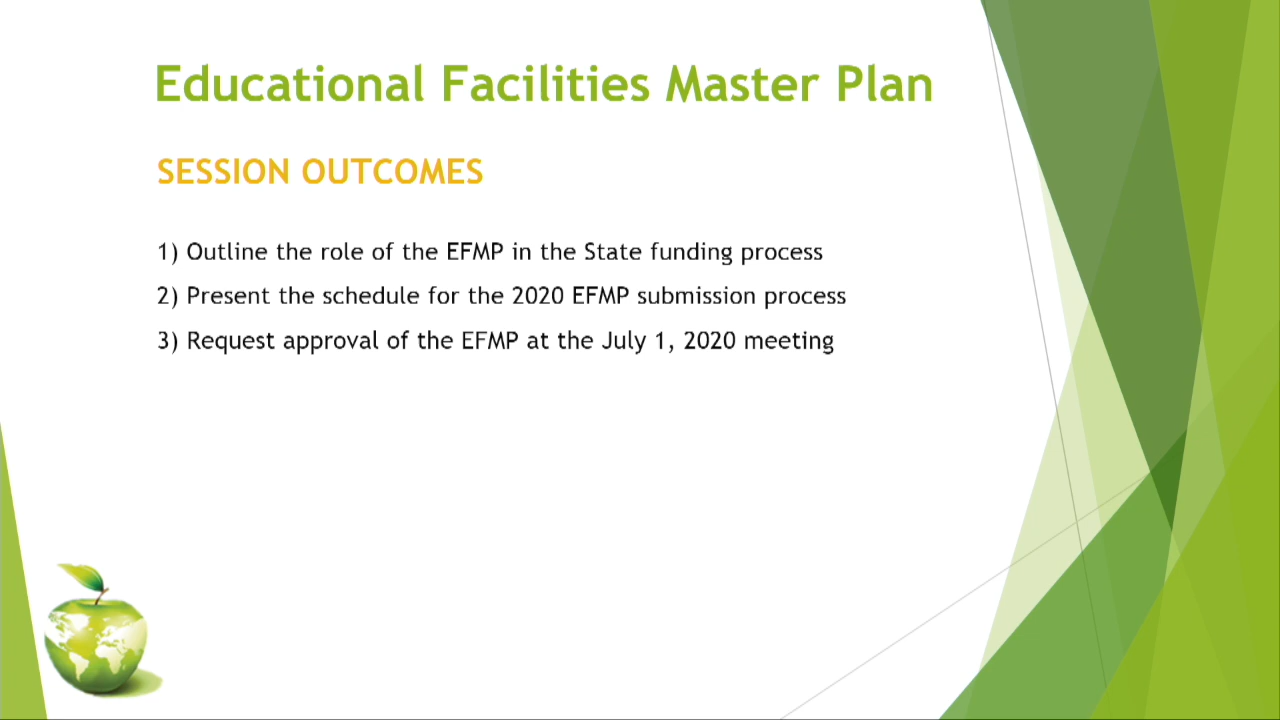 Educational Facilities Master Plan
SESSION OUTCOMES
1) Outline the role of the EFMP in the State funding process
2) Present the schedule for the 2020 EFMP submission process
3) Request approval of the EFMP at the July 1, 2020 meeting